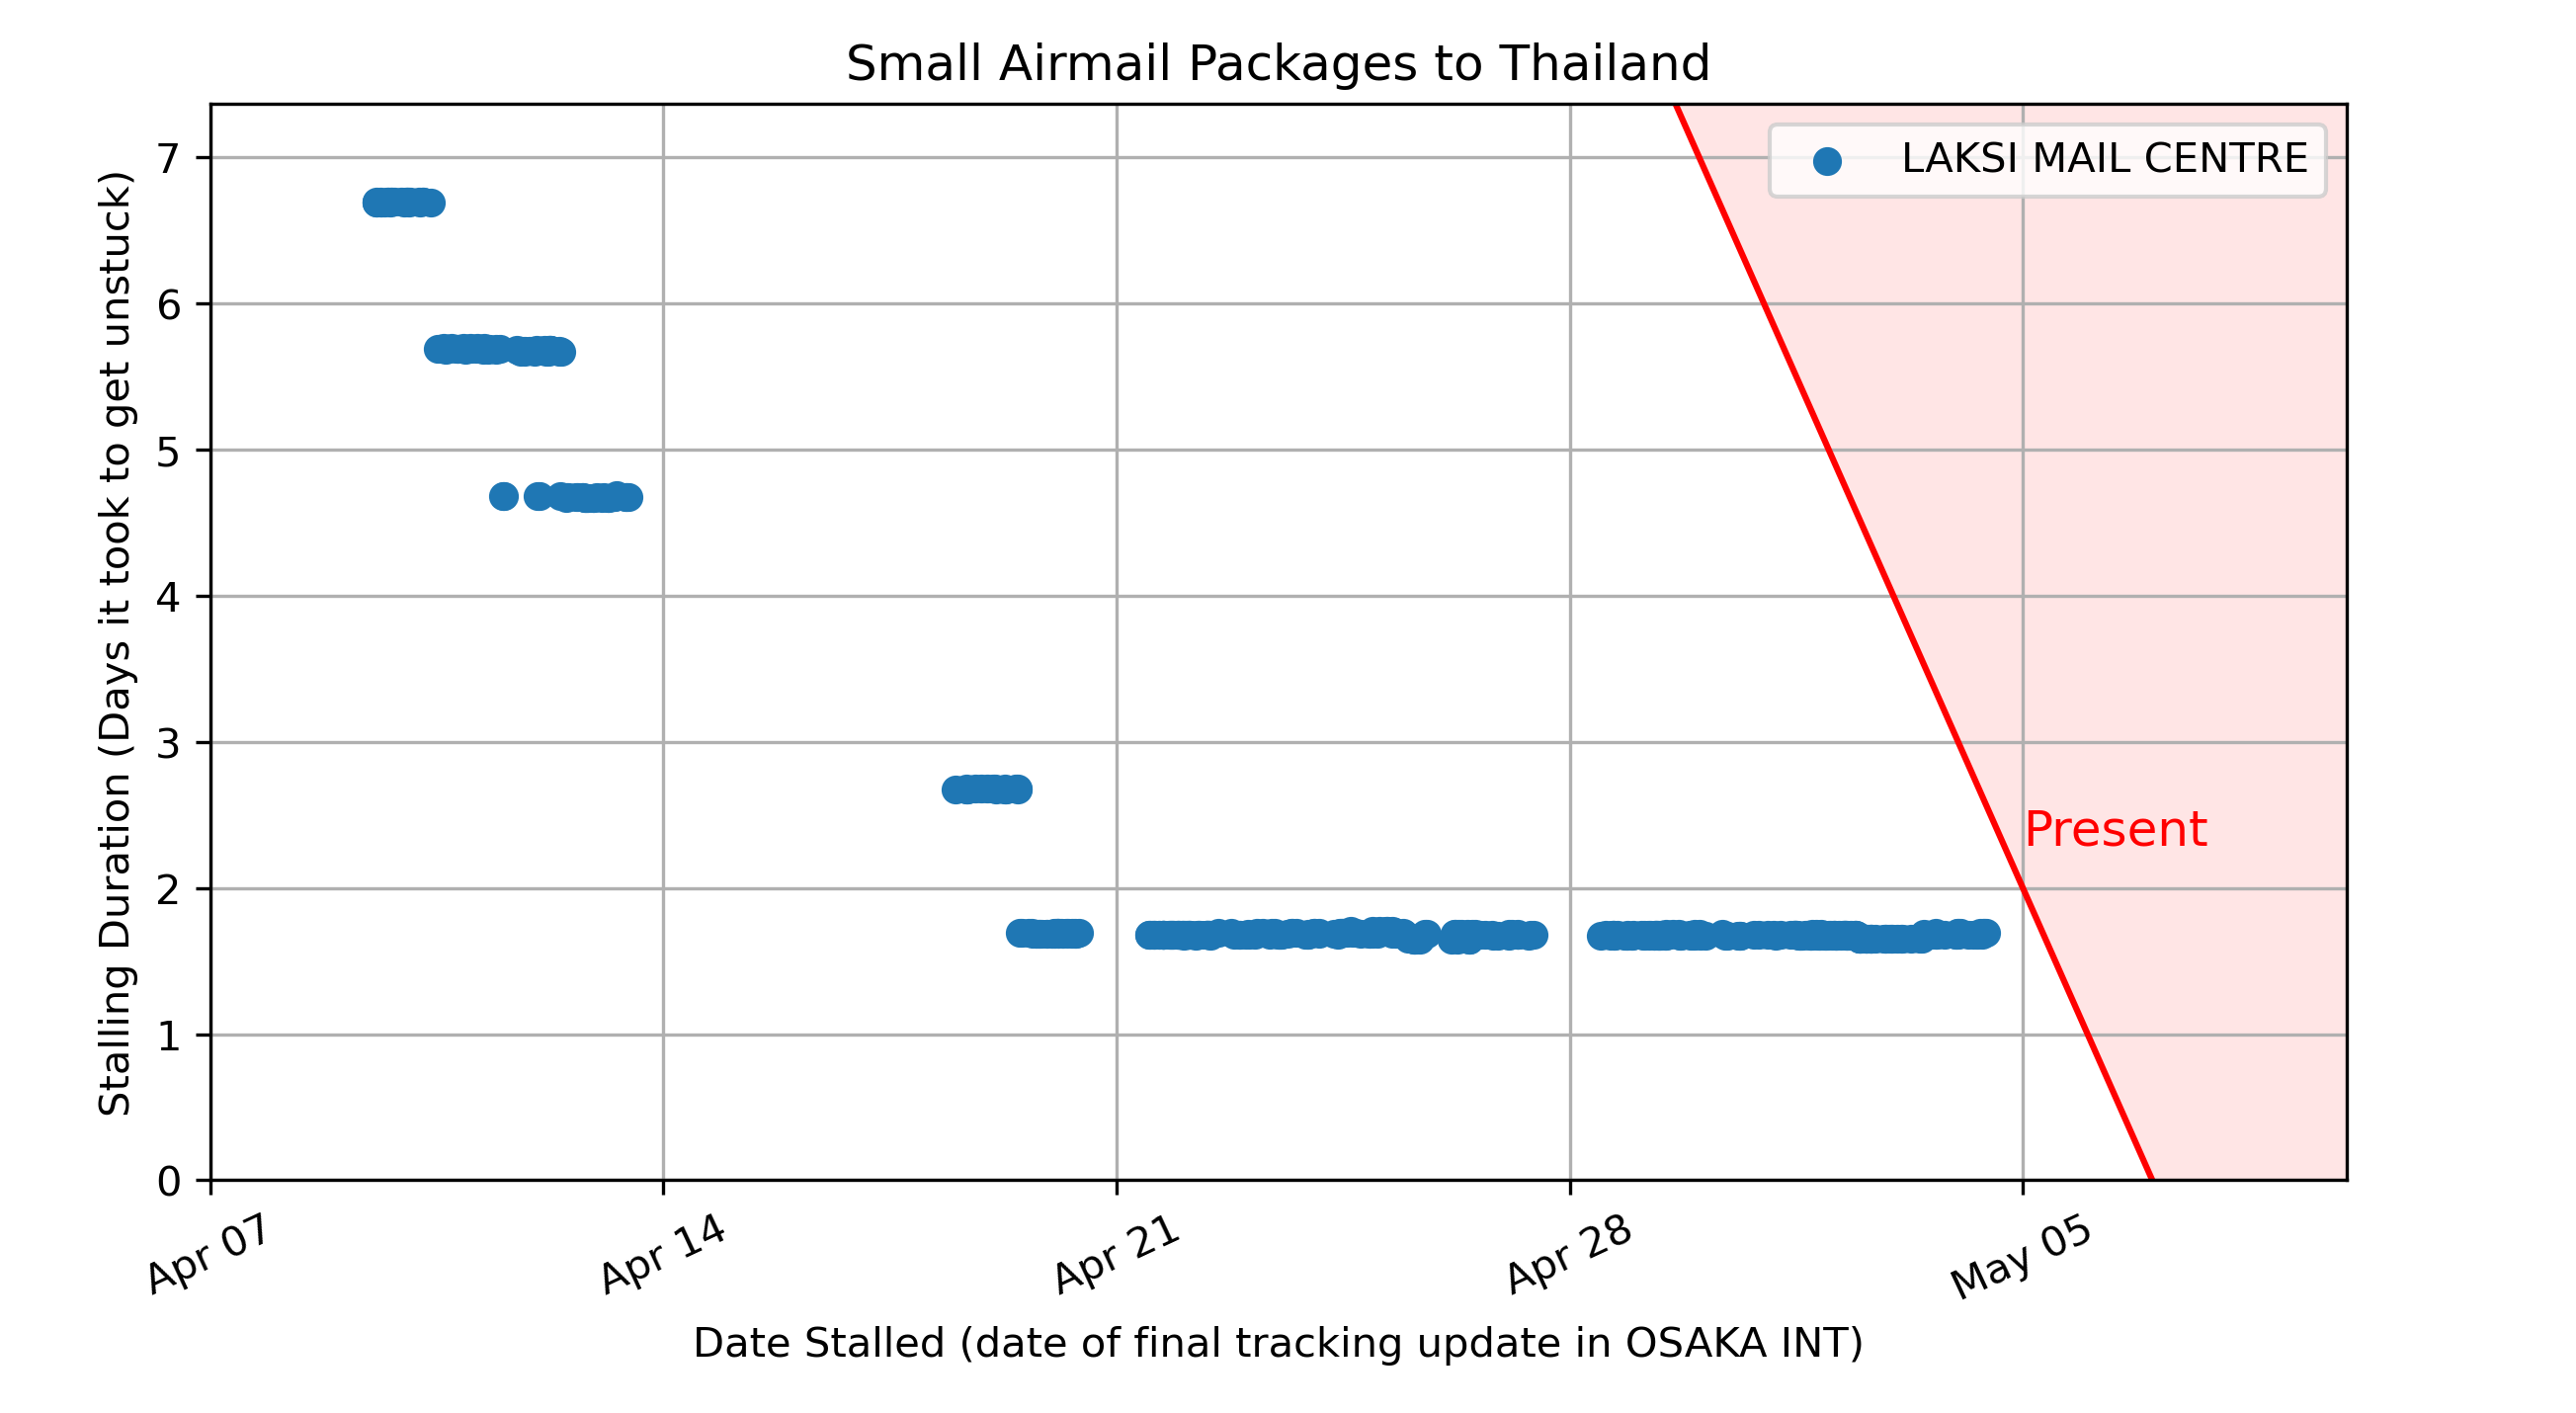 Small Airmail Packages to Thailand
LAKSI MAIL CENTRE
Stalling Duration (Days it took to get unstuck)
7
6
5
4
3
2
1
0
Present
Apr 07
Apr 14
Apr 21
Apr 28
May 05
Date Stalled (date of final tracking update in OSAKA INT)